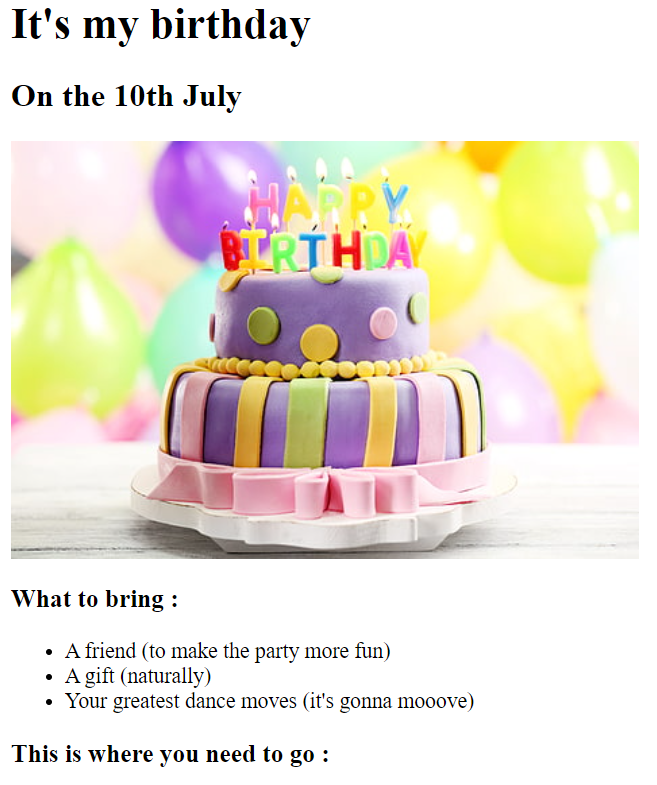 It's my birthday
On the 10th July
HAPPY
BIRTHDAY
What to bring :
A friend (to make the party more fun)
A gift (naturally)
Your greatest dance moves (it's gonna mooove)
This is where you need to go :